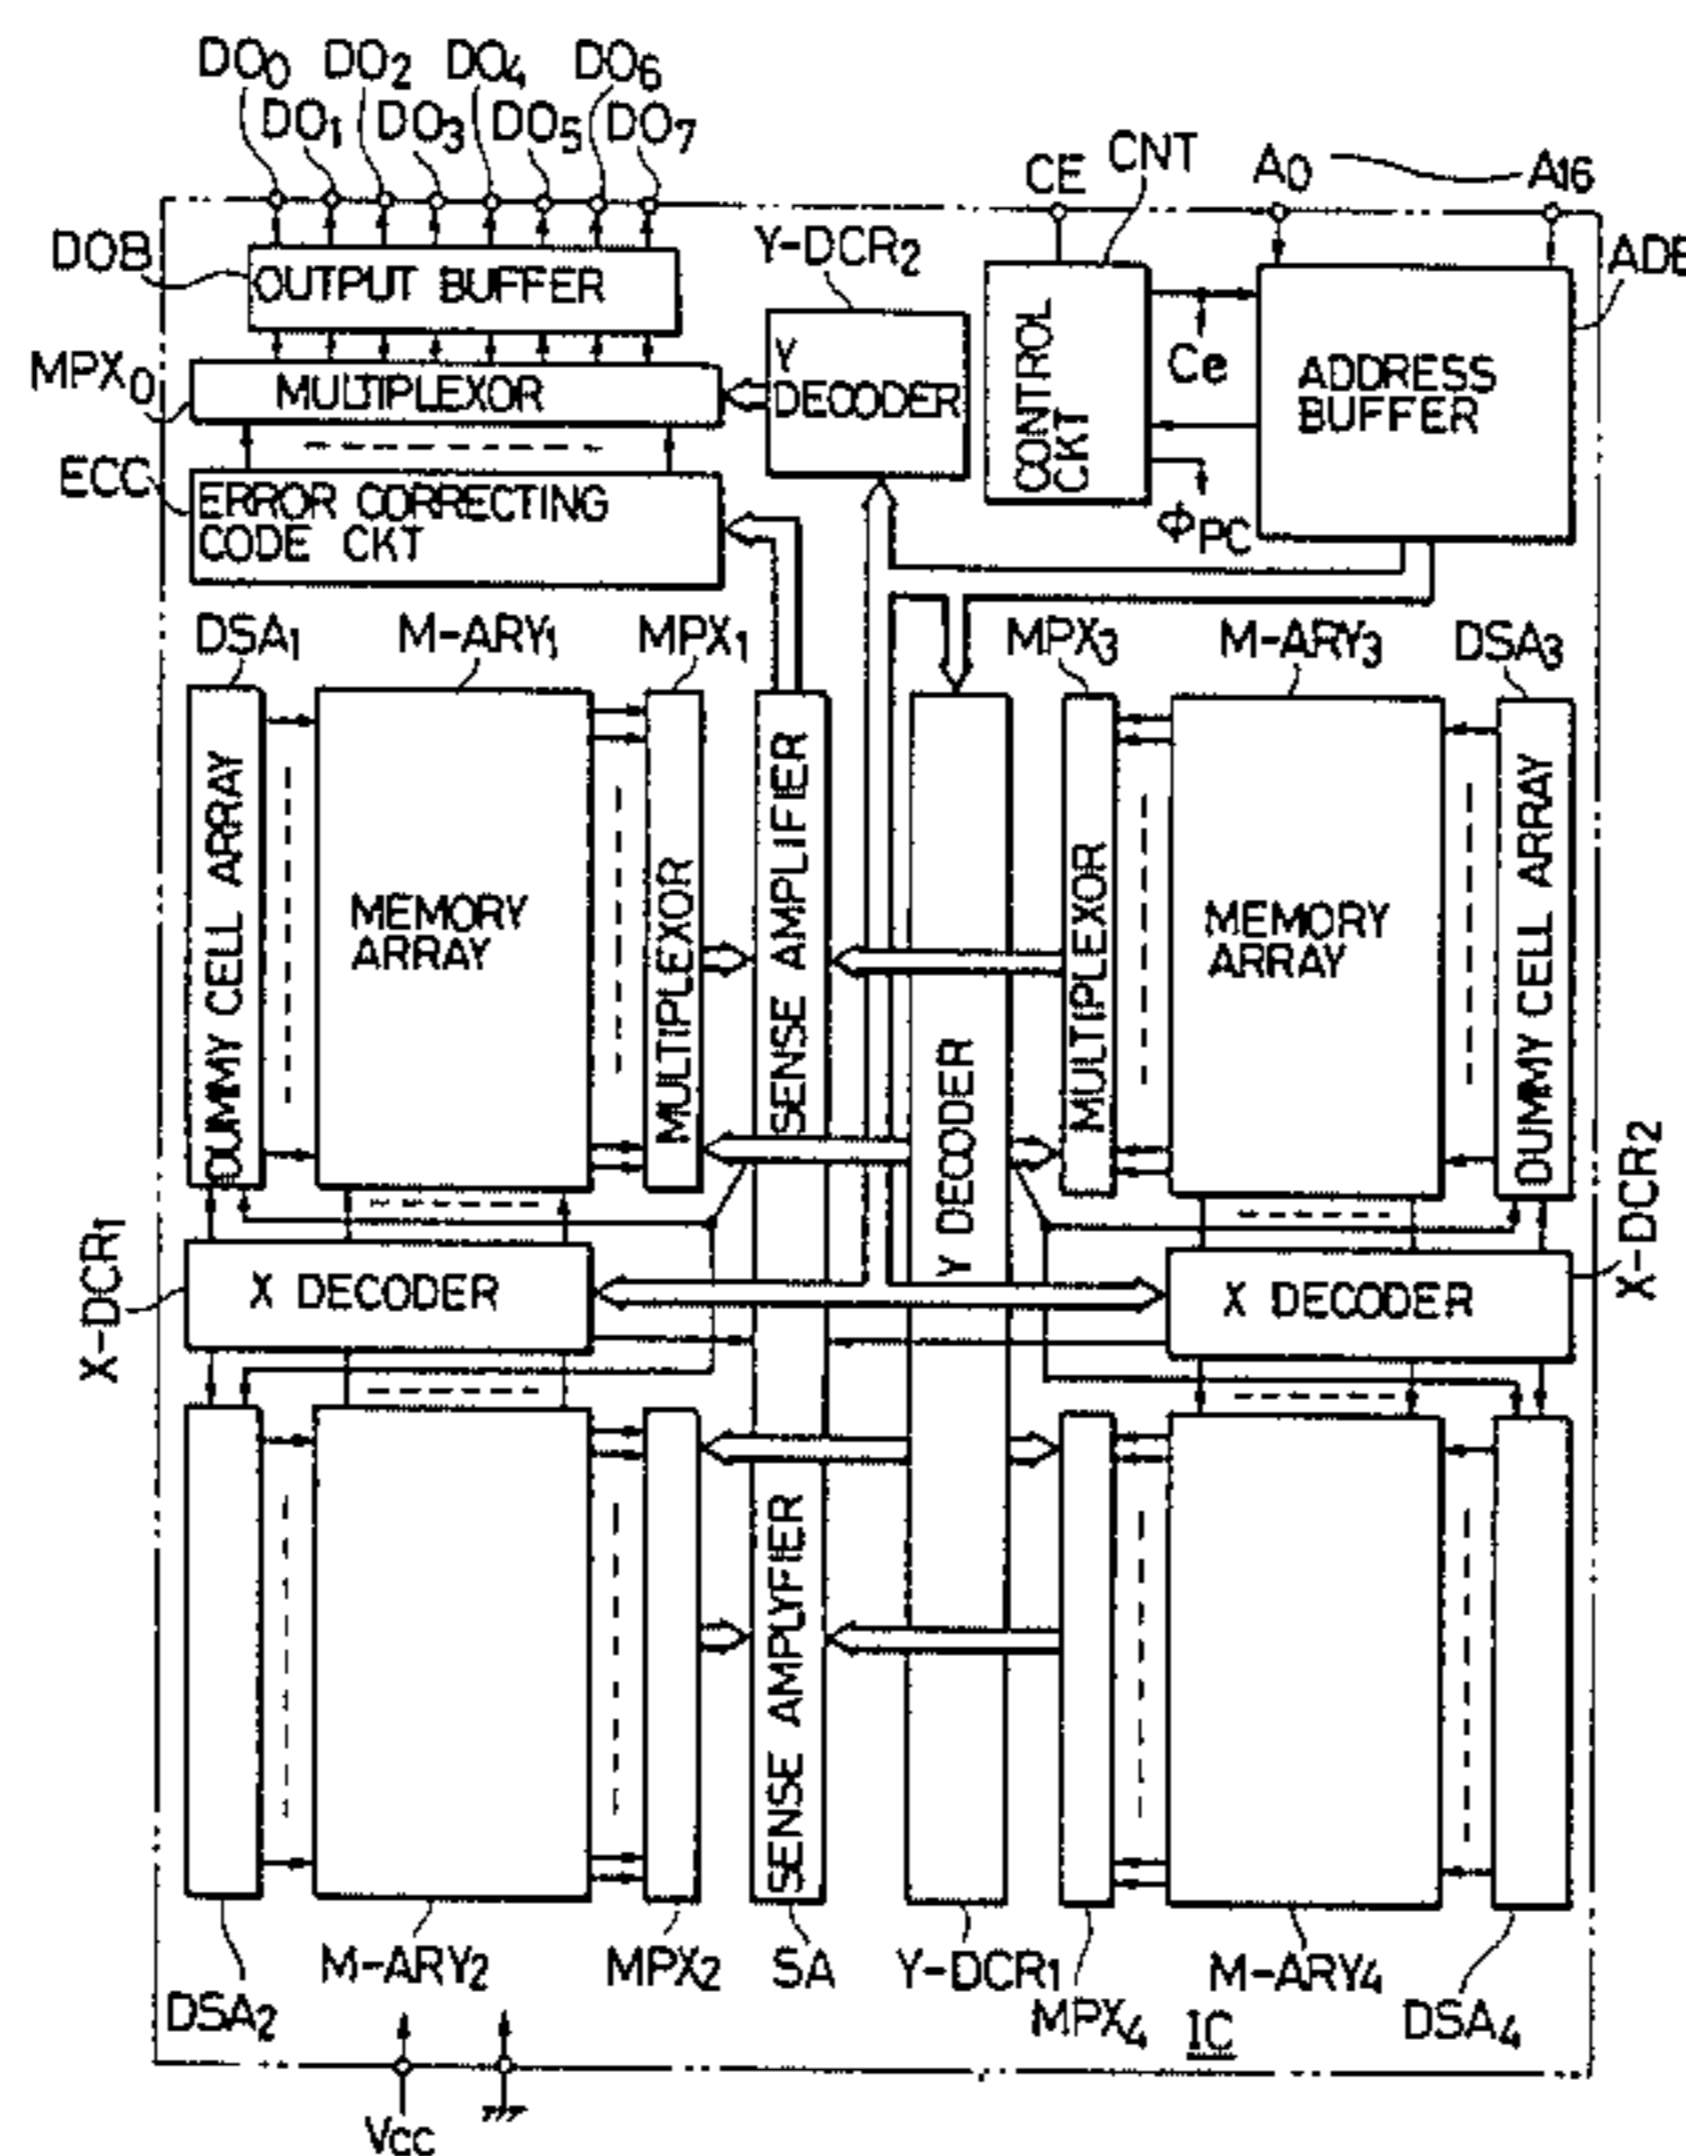 DO0 DO2 DO4 DO6
DO1 DO3 DO5 DO7
CE CNT A0 A16
DOB
OUTPUT BUFFER
Y-DCR2
ADB
MPX0
MULTIPLEXOR
Y
DECODER
CONTROL
CKT
Ce
ADDRESS
BUFFER
ECC
ERROR CORRECTING
CODE CKT
ΦPC
DSA1 M-ARY1 MPX1 MPX3 M-ARY3 DSA3
DUMMY CELL ARRAY
MEMORY
ARRAY
MULTIPLEXOR
SENSE AMPLIFIER
Y DECODER
MULTIPLEXOR
MEMORY
ARRAY
DUMMY CELL ARRAY
X-DCR1
X DECODER
X DECODER
X-DCR2
SENSE AMPLYFIER
M-ARY2 MPX2 SA Y-DCR1 M-ARY4
DSA2 MPX4 IC DSA4
VCC